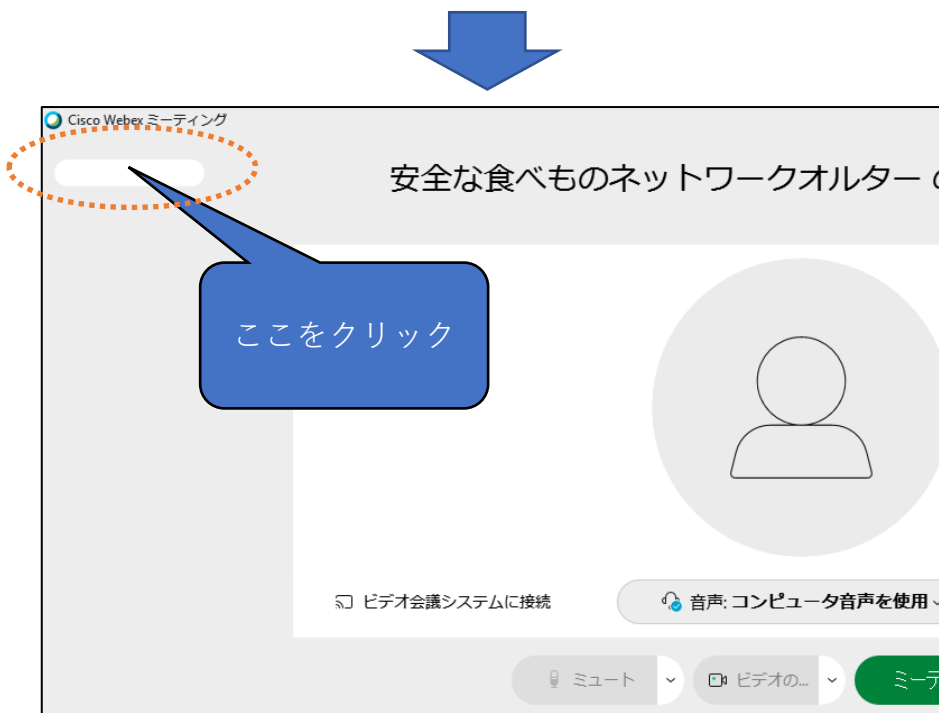 Cisco Webex ミーティング
安全な食べものネットワークオルター
ここをクリック
ビデオ会議システムに接続
音声: コンピュータ音声を使用
ミュート
ビデオの...
ミーテ